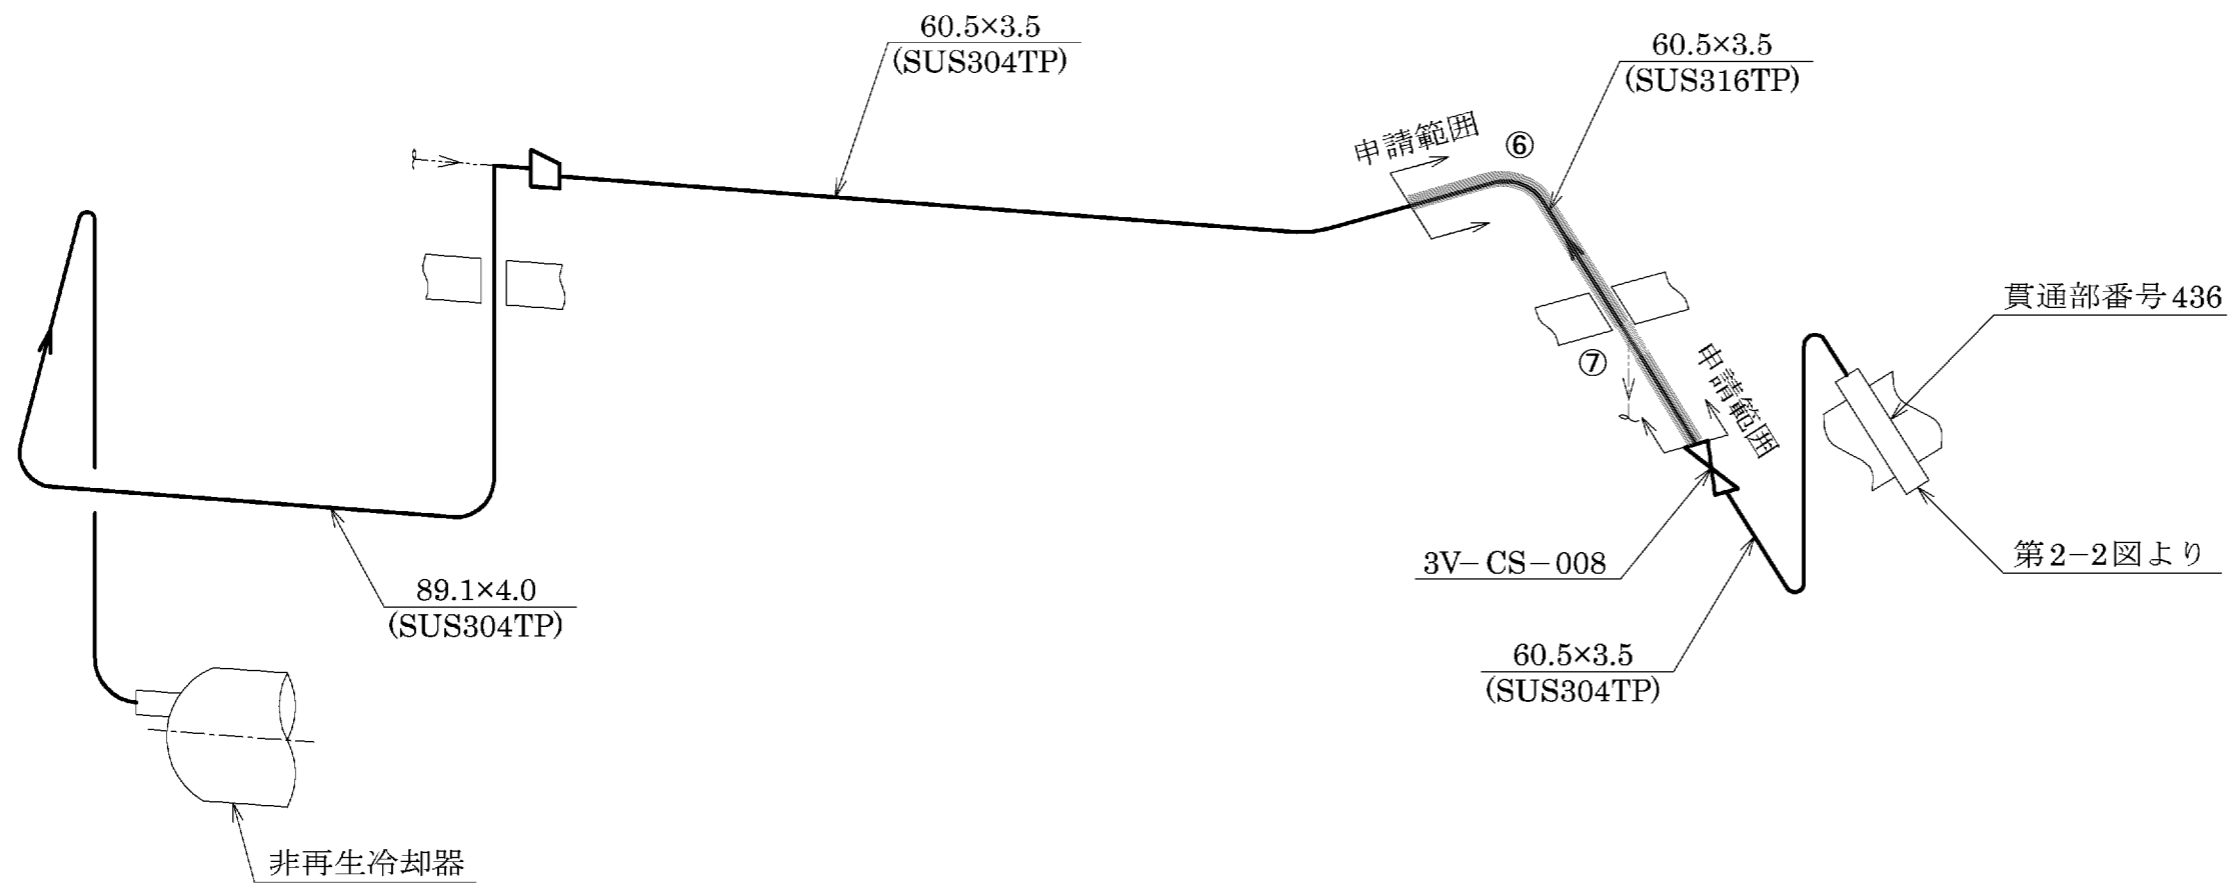 60.5×3.5
(SUS304TP)
60.5×3.5
(SUS316TP)
申請範囲
⑥
貫通部番号436
⑦
申請範囲
3V−CS−008
第2−2図より
89.1×4.0
(SUS304TP)
60.5×3.5
(SUS304TP)
非再生冷却器